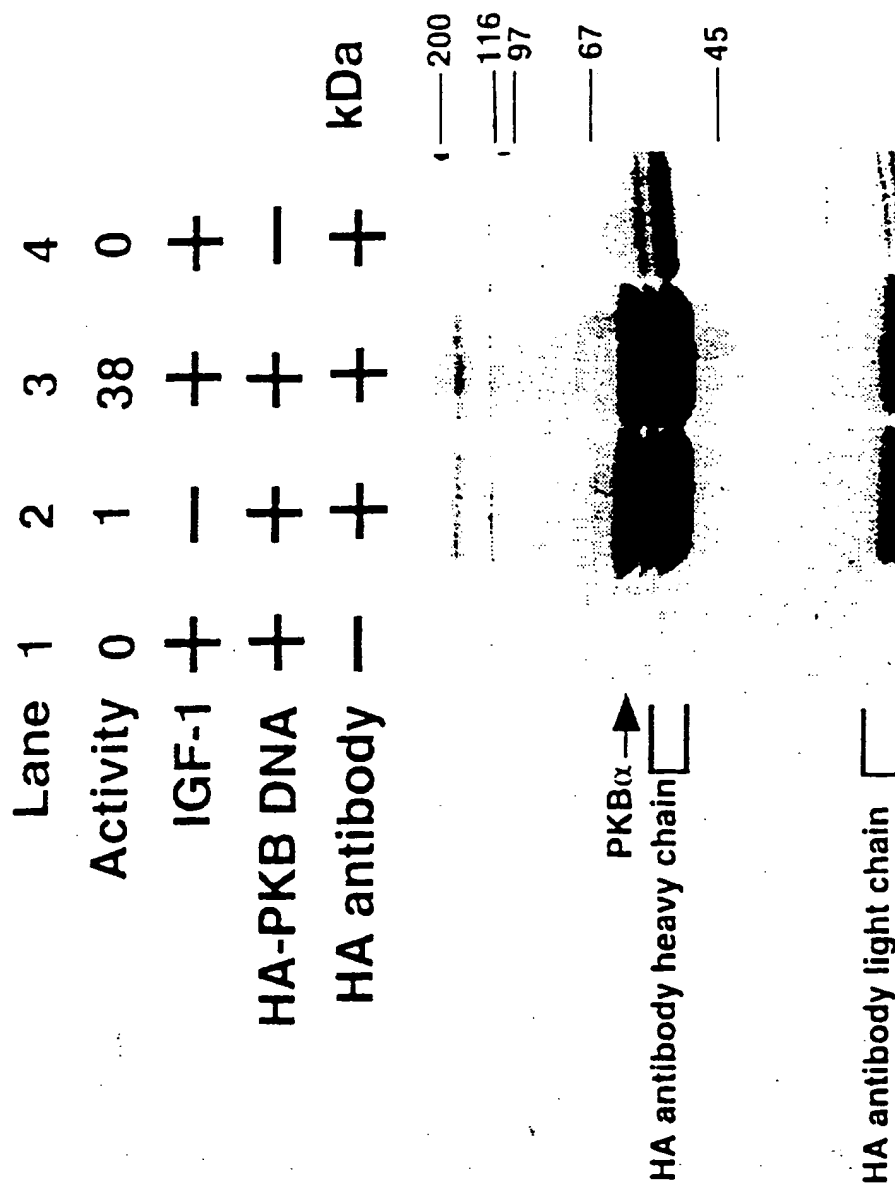 Lane 1 2 3 4
Activity 0 1 38 0
IGF-1 + − + +
HA-PKB DNA + + + −
HA antibody − + + + kDa
200
116
97
67
PKBα
HA antibody heavy chain
45
HA antibody light chain